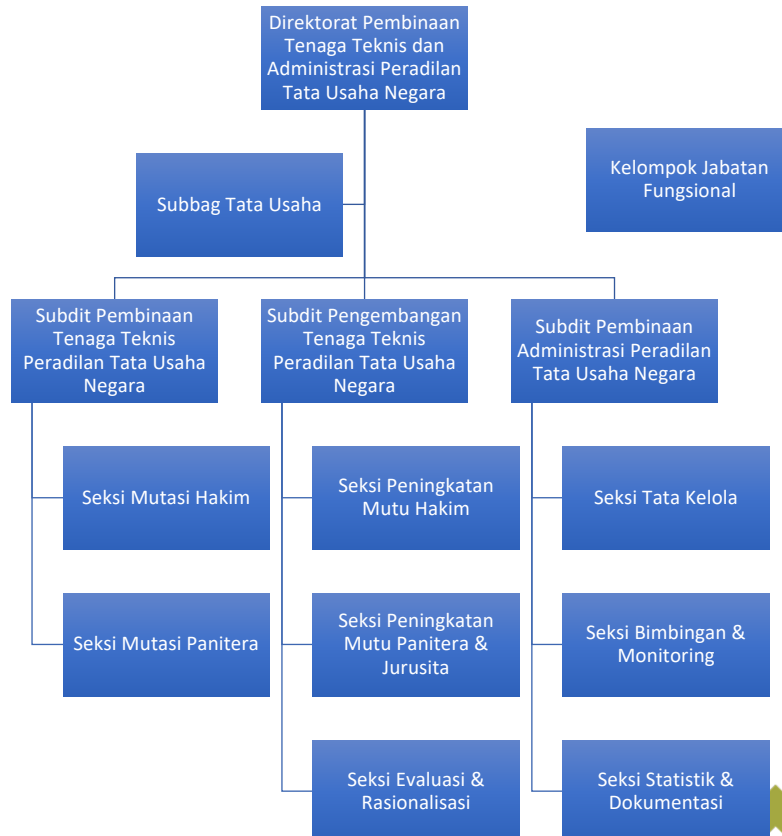 Direktorat Pembinaan
Tenaga Teknis dan
Administrasi Peradilan
Tata Usaha Negara
Kelompok Jabatan
Fungsional
Subbag Tata Usaha
Subdit Pembinaan
Tenaga Teknis
Peradilan Tata Usaha
Negara
Subdit Pengembangan
Tenaga Teknis
Peradilan Tata Usaha
Negara
Subdit Pembinaan
Administrasi Peradilan
Tata Usaha Negara
Seksi Mutasi Hakim
Seksi Peningkatan
Mutu Hakim
Seksi Tata Kelola
Seksi Mutasi Panitera
Seksi Peningkatan
Mutu Panitera &
Jurusita
Seksi Bimbingan &
Monitoring
Seksi Evaluasi &
Rasionalisasi
Seksi Statistik &
Dokumentasi